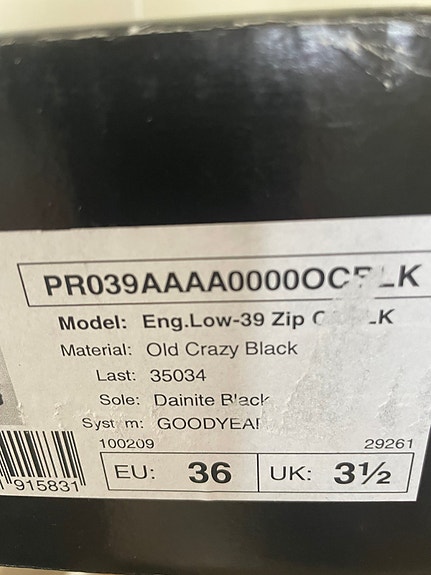 PR039AAAA0000OC
Model: Eng.Low-39 Zip
Material: Old Crazy Black
Last: 35034
Sole: Dainite Black
System: GOODYEA
100209 29261
915831 EU: 36 UK: 3½